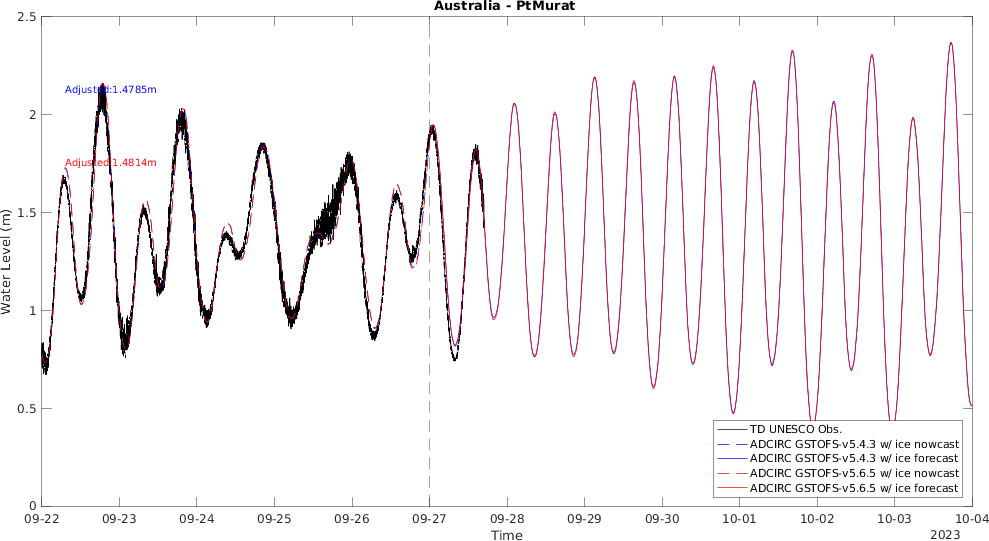 Australia - PtMurat
2.5
2
1.5
1
0.5
0
Water Level (m)
Adjusted:1.4785m
Adjusted:1.4814m
TD UNESCO Obs.
ADCIRC GSTOFS-v5.4.3 w/ ice nowcast
ADCIRC GSTOFS-v5.4.3 w/ ice forecast
ADCIRC GSTOFS-v5.6.5 w/ ice nowcast
ADCIRC GSTOFS-v5.6.5 w/ ice forecast
09-22 09-23 09-24 09-25 09-26 09-27 09-28 09-29 09-30 10-01 10-02 10-03 10-04
Time
2023